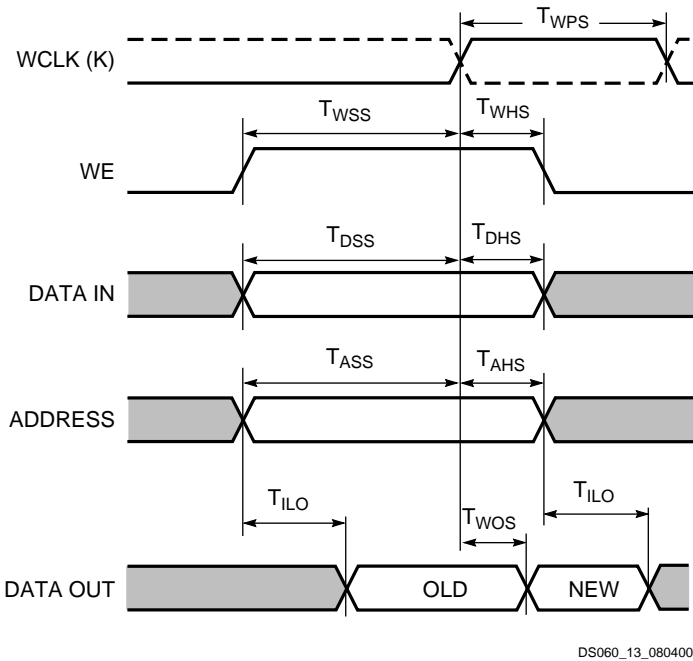 T_WPS
WCLK (K)
T_WSS T_WHS
WE
T_DSS T_DHS
DATA IN
T_ASS T_AHS
ADDRESS
T_ILO T_WOS T_ILO
DATA OUT OLD NEW
DS060_13_080400